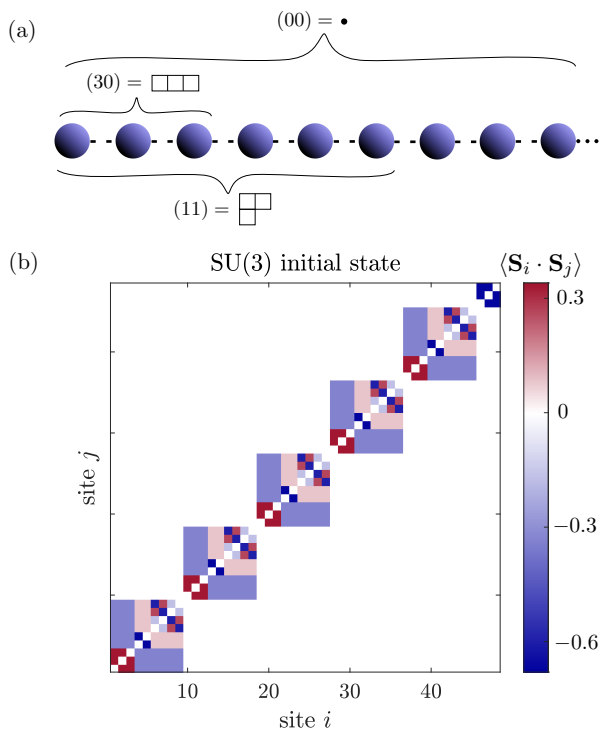 (a)
(00) = •
(30) =
(11) =
(b)
SU(3) initial state
⟨S_i · S_j⟩
site j
0.3
0
−0.3
−0.6
10
20
30
40
site i